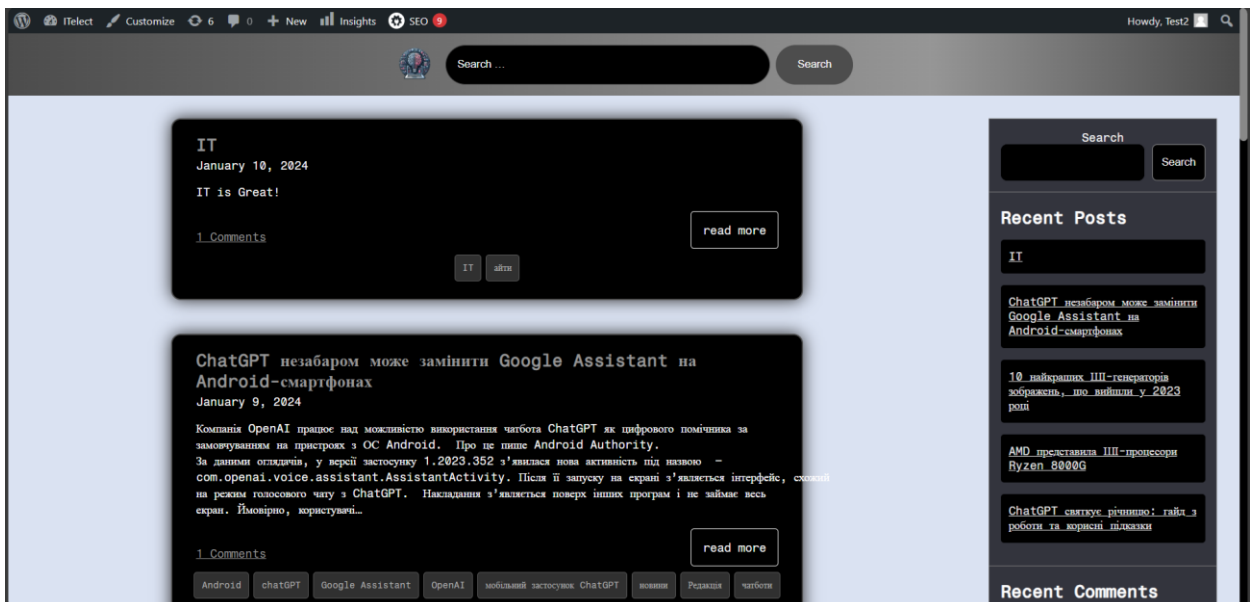 ITelect Customize 6 0 New Insights SEO 9 Howdy, Test2
Search ... Search
IT
January 10, 2024
IT is Great!
1 Comments
read more
IT айти
ChatGPT незабаром може замінити Google Assistant на
Android-смартфонах
January 9, 2024
Компанія OpenAI працює над можливістю використання чатбота ChatGPT як цифрового помічника за
замовчуванням на пристроях з ОС Android. Про це пише Android Authority.
За даними оглядачів, у версії застосунку 1.2023.352 з’явилася нова активність під назвою –
com.openai.voice.assistant.AssistantActivity. Після її запуску на екрані з’являється інтерфейс, схожий
на режим голосового чату з ChatGPT. Накладання з’является поверх інших програм і не займає весь
екран. Ймовірно, користувачі…
1 Comments
read more
Android chatGPT Google Assistant OpenAI мобільний застосунок ChatGPT новини Редакція чатботи
Search
Search
Recent Posts
IT
ChatGPT незабаром може замінити
Google Assistant на
Android-смартфонах
10 найкращих ШІ-генераторів
зображень, що вийшли у 2023
році
AMD представила ШІ-процесори
Ryzen 8000G
ChatGPT святкує річницю: гайд з
роботи та корисні підказки
Recent Comments